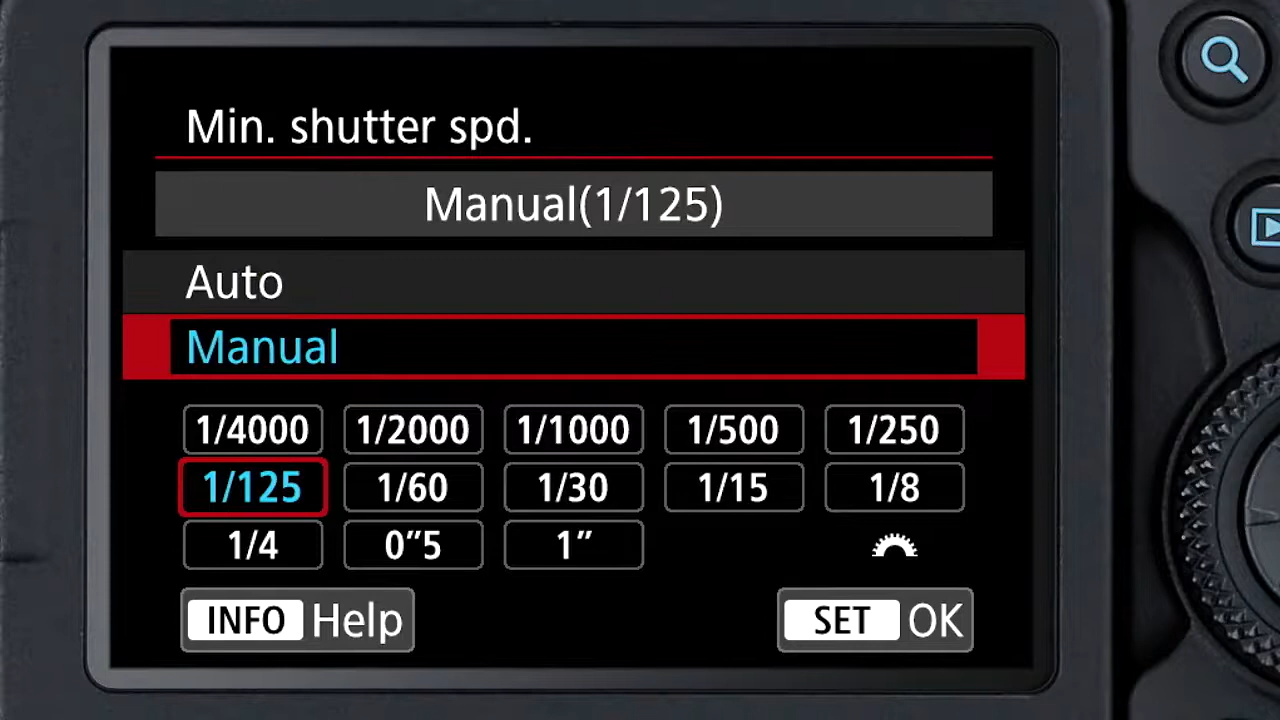 Min. shutter spd.
Manual(1/125)
Auto
Manual
1/4000 1/2000 1/1000 1/500 1/250
1/125 1/60 1/30 1/15 1/8
1/4 0"5 1"
INFO Help SET OK